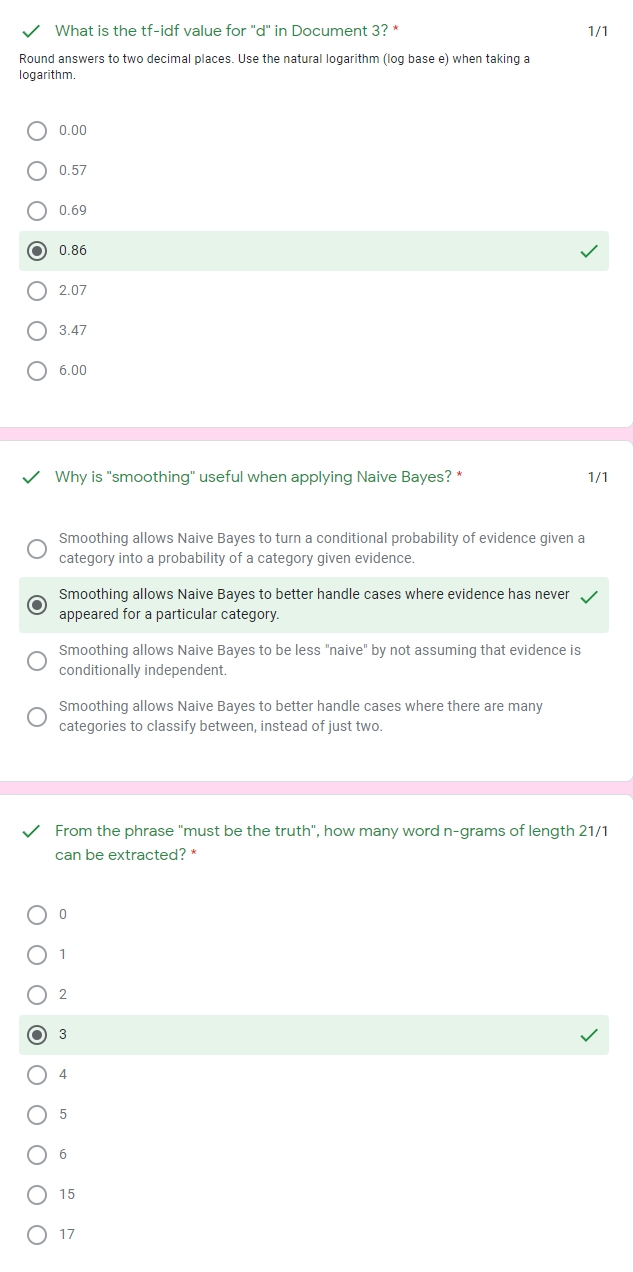 What is the tf-idf value for "d" in Document 3? * 1/1
Round answers to two decimal places. Use the natural logarithm (log base e) when taking a
logarithm.
0.00
0.57
0.69
0.86
2.07
3.47
6.00
Why is "smoothing" useful when applying Naive Bayes? * 1/1
Smoothing allows Naive Bayes to turn a conditional probability of evidence given a
category into a probability of a category given evidence.
Smoothing allows Naive Bayes to better handle cases where evidence has never
appeared for a particular category.
Smoothing allows Naive Bayes to be less "naive" by not assuming that evidence is
conditionally independent.
Smoothing allows Naive Bayes to better handle cases where there are many
categories to classify between, instead of just two.
From the phrase "must be the truth", how many word n-grams of length 2 1/1
can be extracted? *
0
1
2
3
4
5
6
15
17